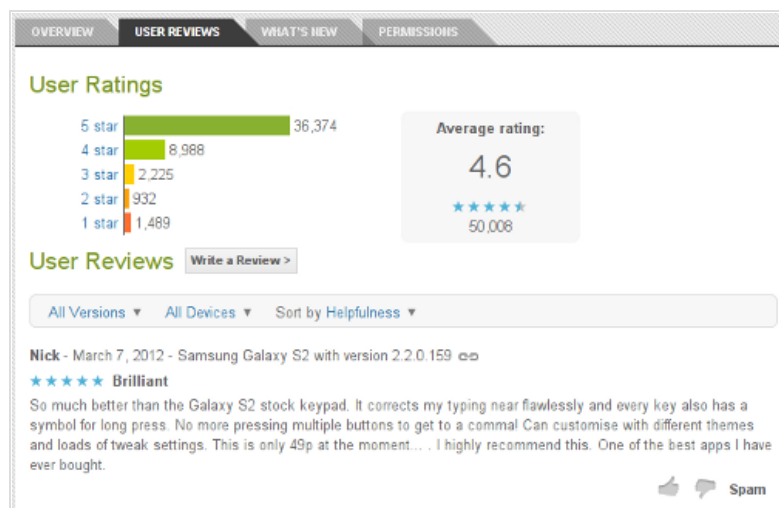 OVERVIEW USER REVIEWS WHAT'S NEW PERMISSIONS
User Ratings
5 star 36,374
4 star 8,988
3 star 2,225
2 star 932
1 star 1,489
Average rating:
4.6
50,008
User Reviews Write a Review >
All Versions ▼ All Devices ▼ Sort by Helpfulness ▼
Nick - March 7, 2012 - Samsung Galaxy S2 with version 2.2.0.159
Brilliant
So much better than the Galaxy S2 stock keypad. It corrects my typing near flawlessly and every key also has a
symbol for long press. No more pressing multiple buttons to get to a comma! Can customise with different themes
and loads of tweak settings. This is only 49p at the moment... . I highly recommend this. One of the best apps I have
ever bought.
Spam